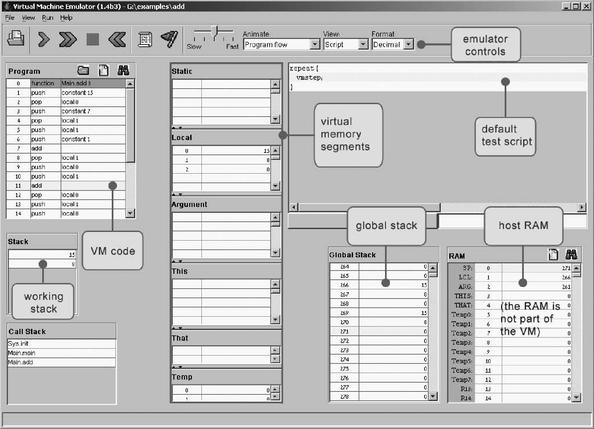 Virtual Machine Emulator (1.4b3) - G:\examples\add
File View Run Help
Slow Fast
Animate
Program flow
View
Script
Format
Decimal
emulator controls
Program
0 function Main.add 3
1 push constant 15
2 pop local 0
3 push constant 7
4 pop local 1
5 push local 1
6 push constant 1
7 add
8 pop local 1
9 push local 0
10 push local 1
11 add
12 pop local 0
13 push local 0
14 push local 1
VM code
Stack
15
8
working stack
Call Stack
Sys.init
Main.main
Main.add
Static
Local
0 15
1 8
2 0
Argument
This
That
Temp
0 0
virtual memory segments
repeat {
vmstep;
}
default test script
global stack
Global Stack
264 0
265 0
266 15
267 8
268 0
269 15
270 8
271 0
272 0
273 0
274 0
275 0
276 0
277 0
278 0
host RAM
RAM
SP: 0 271
LCL: 1 266
ARG: 2 261
THIS: 3 0
THAT: 4 0
Temp0: 5 0
Temp1: 6 0
Temp2: 7 0
Temp3: 8 0
Temp4: 9 0
Temp5: 10 0
Temp6: 11 0
Temp7: 12 0
R13: 13 0
R14: 14 0
(the RAM is not part of the VM)